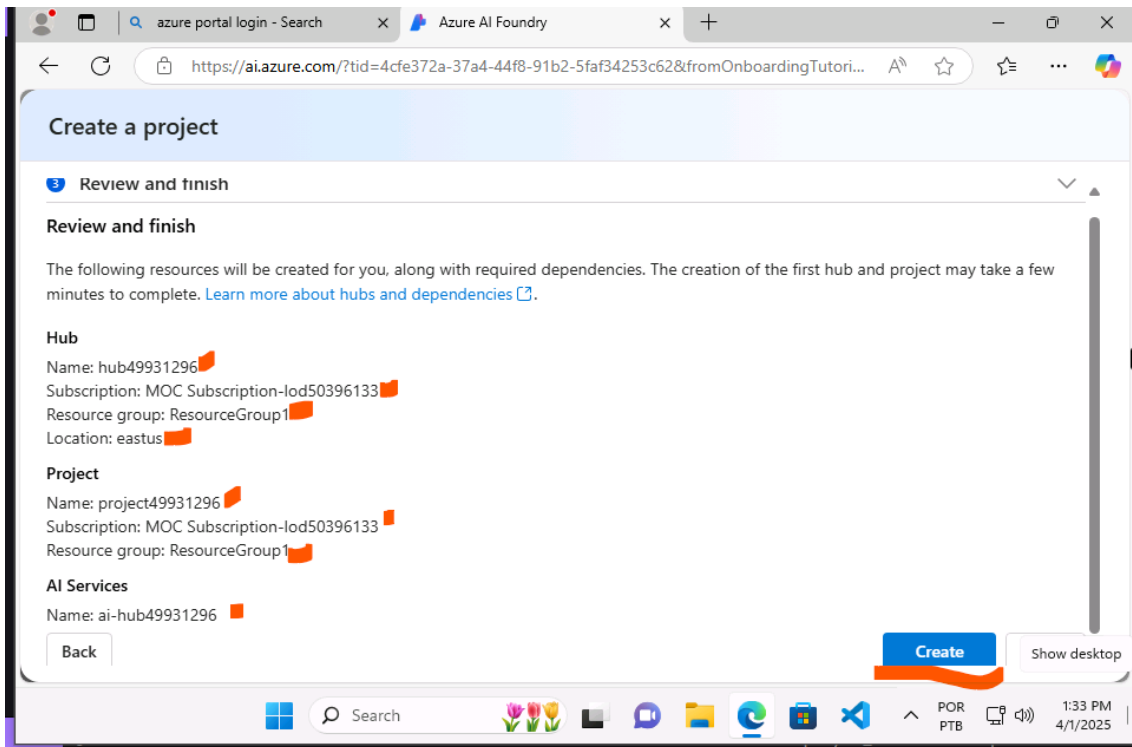 azure portal login - Search
Azure AI Foundry
https://ai.azure.com/?tid=4cfe372a-37a4-44f8-91b2-5faf34253c62&fromOnboardingTutori...
Create a project
3 Review and finish
Review and finish
The following resources will be created for you, along with required dependencies. The creation of the first hub and project may take a few
minutes to complete. Learn more about hubs and dependencies.
Hub
Name: hub49931296
Subscription: MOC Subscription-lod50396133
Resource group: ResourceGroup1
Location: eastus
Project
Name: project49931296
Subscription: MOC Subscription-lod50396133
Resource group: ResourceGroup1
AI Services
Name: ai-hub49931296
Back
Create
Show desktop
Search
POR
PTB
1:33 PM
4/1/2025